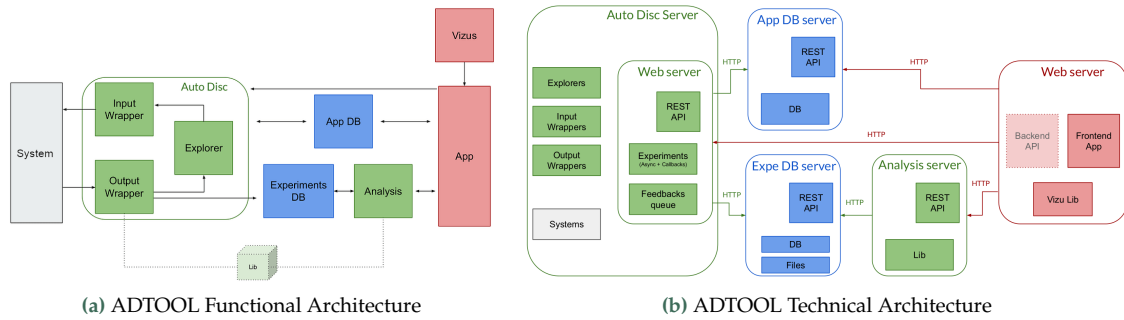 Vizus
Auto Disc
System
Input
Wrapper
Explorer
Output
Wrapper
App DB
Experiments
DB
Analysis
App
Lib
(a) ADTOOL Functional Architecture
Auto Disc Server
Explorers
Input
Wrappers
Output
Wrappers
Systems
Web server
REST
API
Experiments
(Async + Callbacks)
Feedbacks
queue
HTTP
HTTP
App DB server
REST
API
DB
HTTP
HTTP
Expe DB server
REST
API
DB
Files
HTTP
Analysis server
REST
API
Lib
HTTP
Web server
Backend
API
Frontend
App
Vizu Lib
(b) ADTOOL Technical Architecture